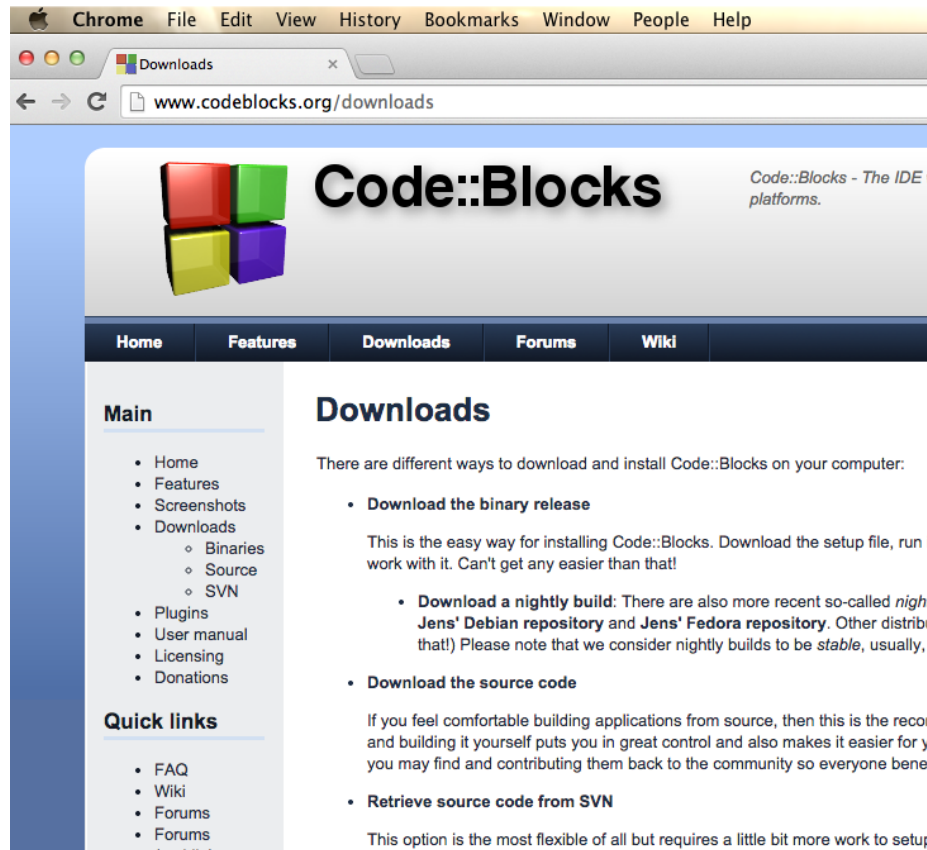 Chrome File Edit View History Bookmarks Window People Help
Downloads
www.codeblocks.org/downloads
Code::Blocks
Code::Blocks - The IDE
platforms.
Home Features Downloads Forums Wiki
Main
Home
Features
Screenshots
Downloads
Binaries
Source
SVN
Plugins
User manual
Licensing
Donations
Quick links
FAQ
Wiki
Forums
Forums
Downloads
There are different ways to download and install Code::Blocks on your computer:
Download the binary release
This is the easy way for installing Code::Blocks. Download the setup file, run
work with it. Can't get any easier than that!
Download a nightly build: There are also more recent so-called nigh
Jens' Debian repository and Jens' Fedora repository. Other distribu
that!) Please note that we consider nightly builds to be stable, usually,
Download the source code
If you feel comfortable building applications from source, then this is the reco
and building it yourself puts you in great control and also makes it easier for y
you may find and contributing them back to the community so everyone bene
Retrieve source code from SVN
This option is the most flexible of all but requires a little bit more work to setup